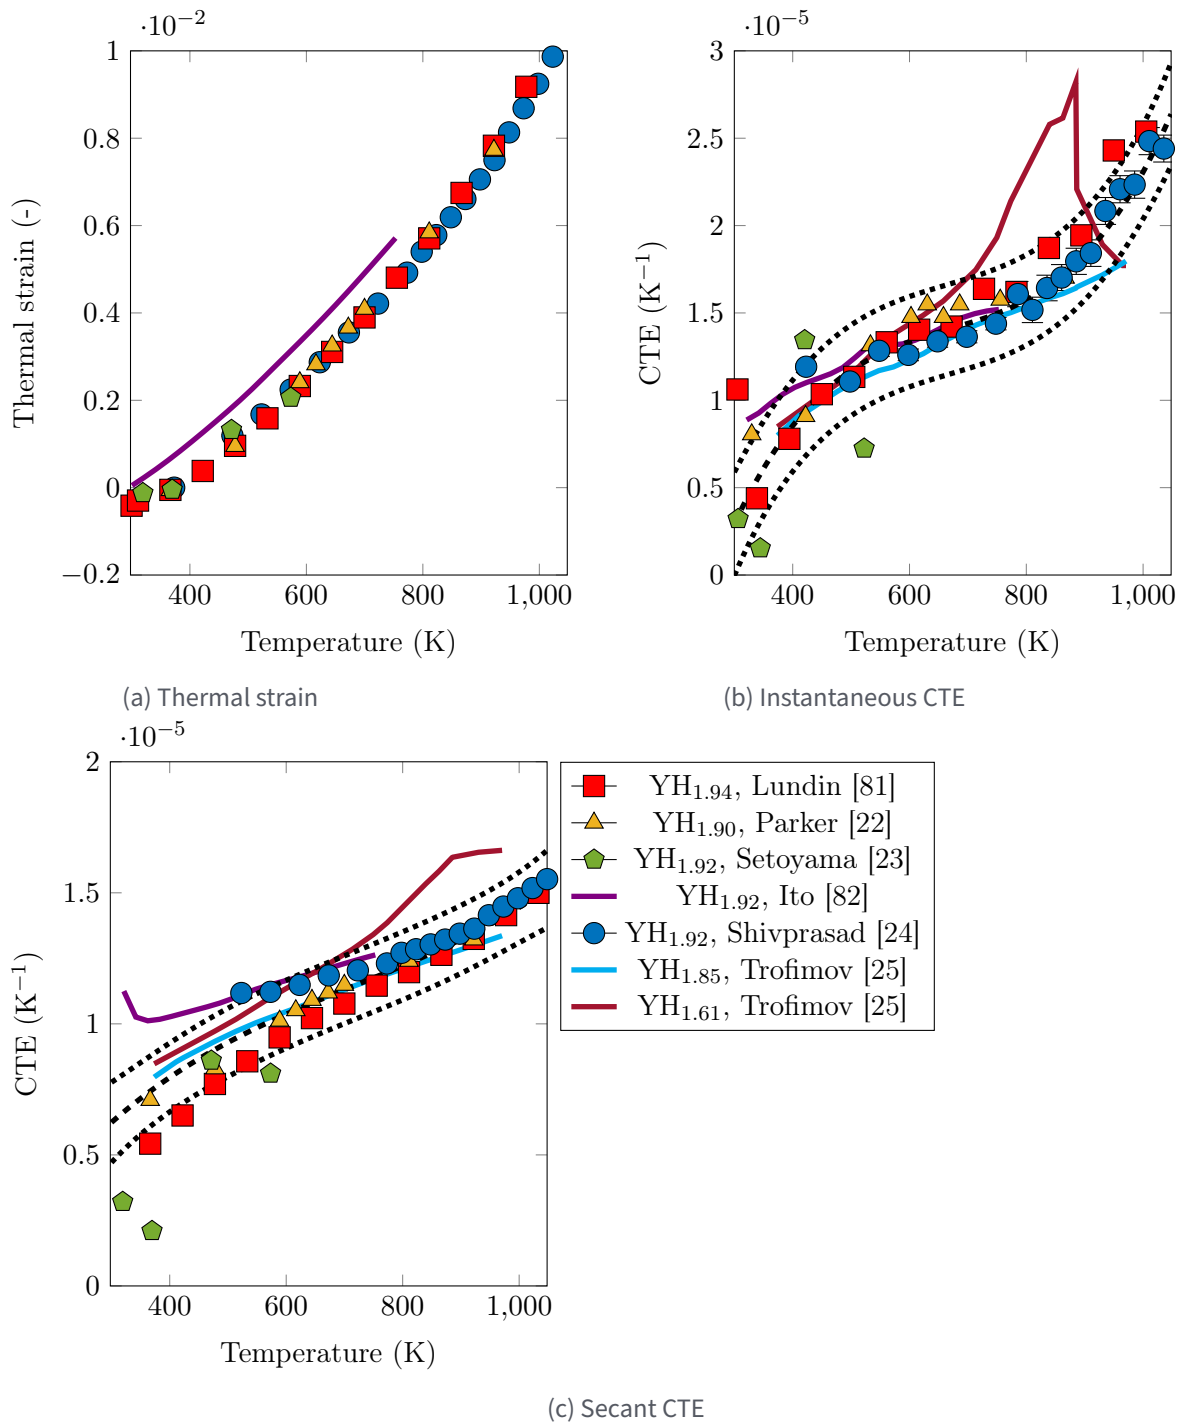 ·10⁻²
1
0.8
0.6
0.4
0.2
0
−0.2
Thermal strain (-)
400 600 800 1,000
Temperature (K)
(a) Thermal strain
·10⁻⁵
3
2.5
2
1.5
1
0.5
0
CTE (K⁻¹)
400 600 800 1,000
Temperature (K)
(b) Instantaneous CTE
·10⁻⁵
2
1.5
1
0.5
0
CTE (K⁻¹)
400 600 800 1,000
Temperature (K)
YH₁.₉₄, Lundin [81]
YH₁.₉₀, Parker [22]
YH₁.₉₂, Setoyama [23]
YH₁.₉₂, Ito [82]
YH₁.₉₂, Shivprasad [24]
YH₁.₈₅, Trofimov [25]
YH₁.₆₁, Trofimov [25]
(c) Secant CTE